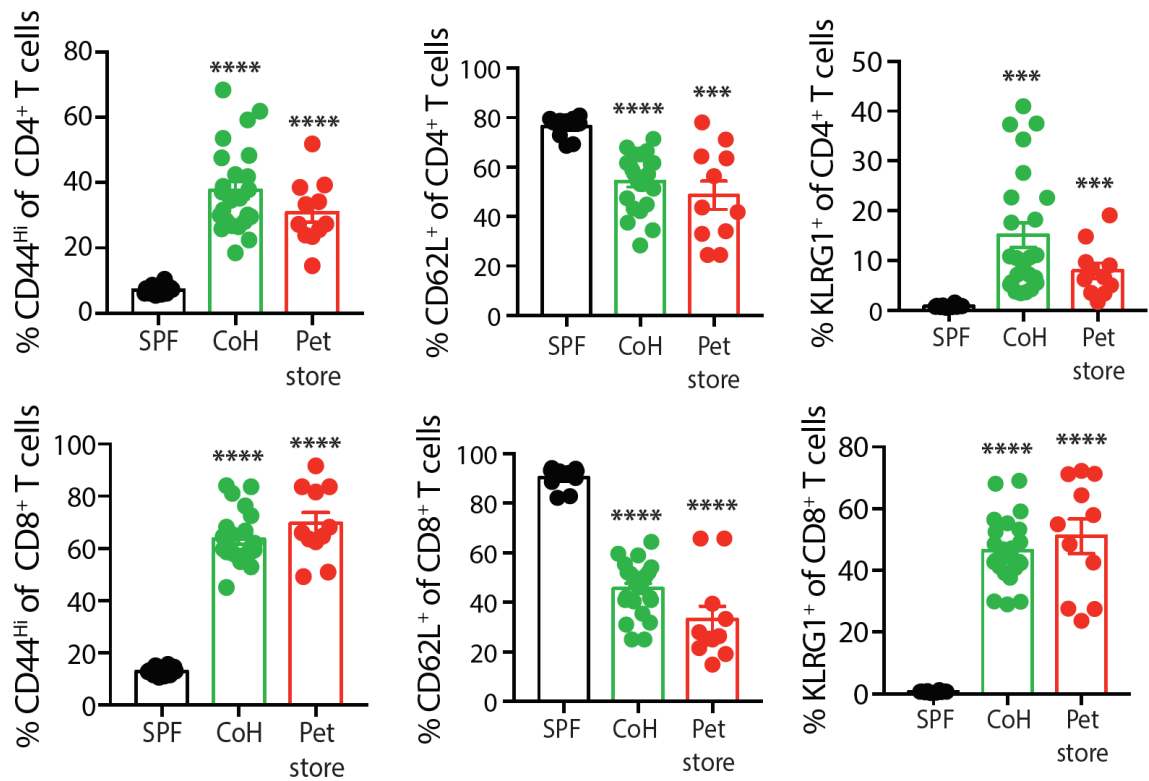 % CD44Hi of CD4+ T cells
80
60
40
20
0
****
****
SPF
CoH
Pet
store
% CD62L+ of CD4+ T cells
100
80
60
40
20
0
****
***
SPF
CoH
Pet
store
% KLRG1+ of CD4+ T cells
50
40
30
20
10
0
***
***
SPF
CoH
Pet
store
% CD44Hi of CD8+ T cells
100
80
60
40
20
0
****
****
SPF
CoH
Pet
store
% CD62L+ of CD8+ T cells
100
80
60
40
20
0
****
****
SPF
CoH
Pet
store
% KLRG1+ of CD8+ T cells
80
60
40
20
0
****
****
SPF
CoH
Pet
store